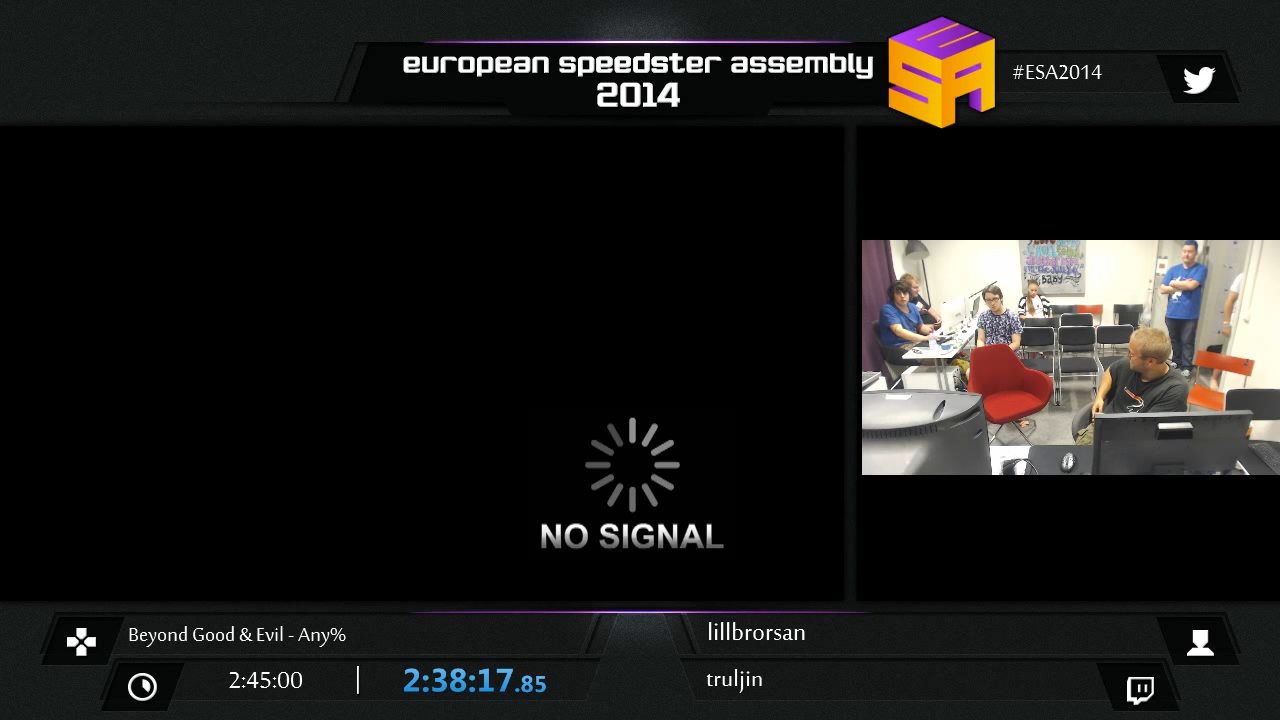 european speedster assembly
2014
#ESA2014
BABY
NO SIGNAL
Beyond Good & Evil - Any%
lillbrorsan
2:45:00
2:38:17.85
truljin